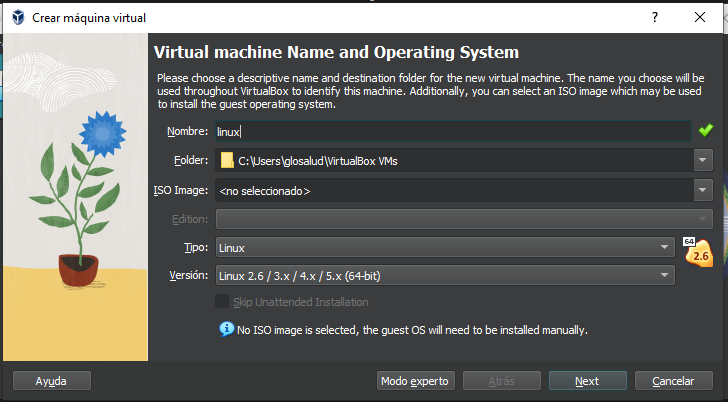 Crear máquina virtual
Virtual machine Name and Operating System
Please choose a descriptive name and destination folder for the new virtual machine. The name you choose will be
used throughout VirtualBox to identify this machine. Additionally, you can select an ISO image which may be used
to install the guest operating system.
Nombre: linux
Folder: C:\Users\glosalud\VirtualBox VMs
ISO Image: <no seleccionado>
Edition:
Tipo: Linux
64
2.6
Versión: Linux 2.6 / 3.x / 4.x / 5.x (64-bit)
Skip Unattended Installation
No ISO image is selected, the guest OS will need to be installed manually.
Ayuda Modo experto Atrás Next Cancelar